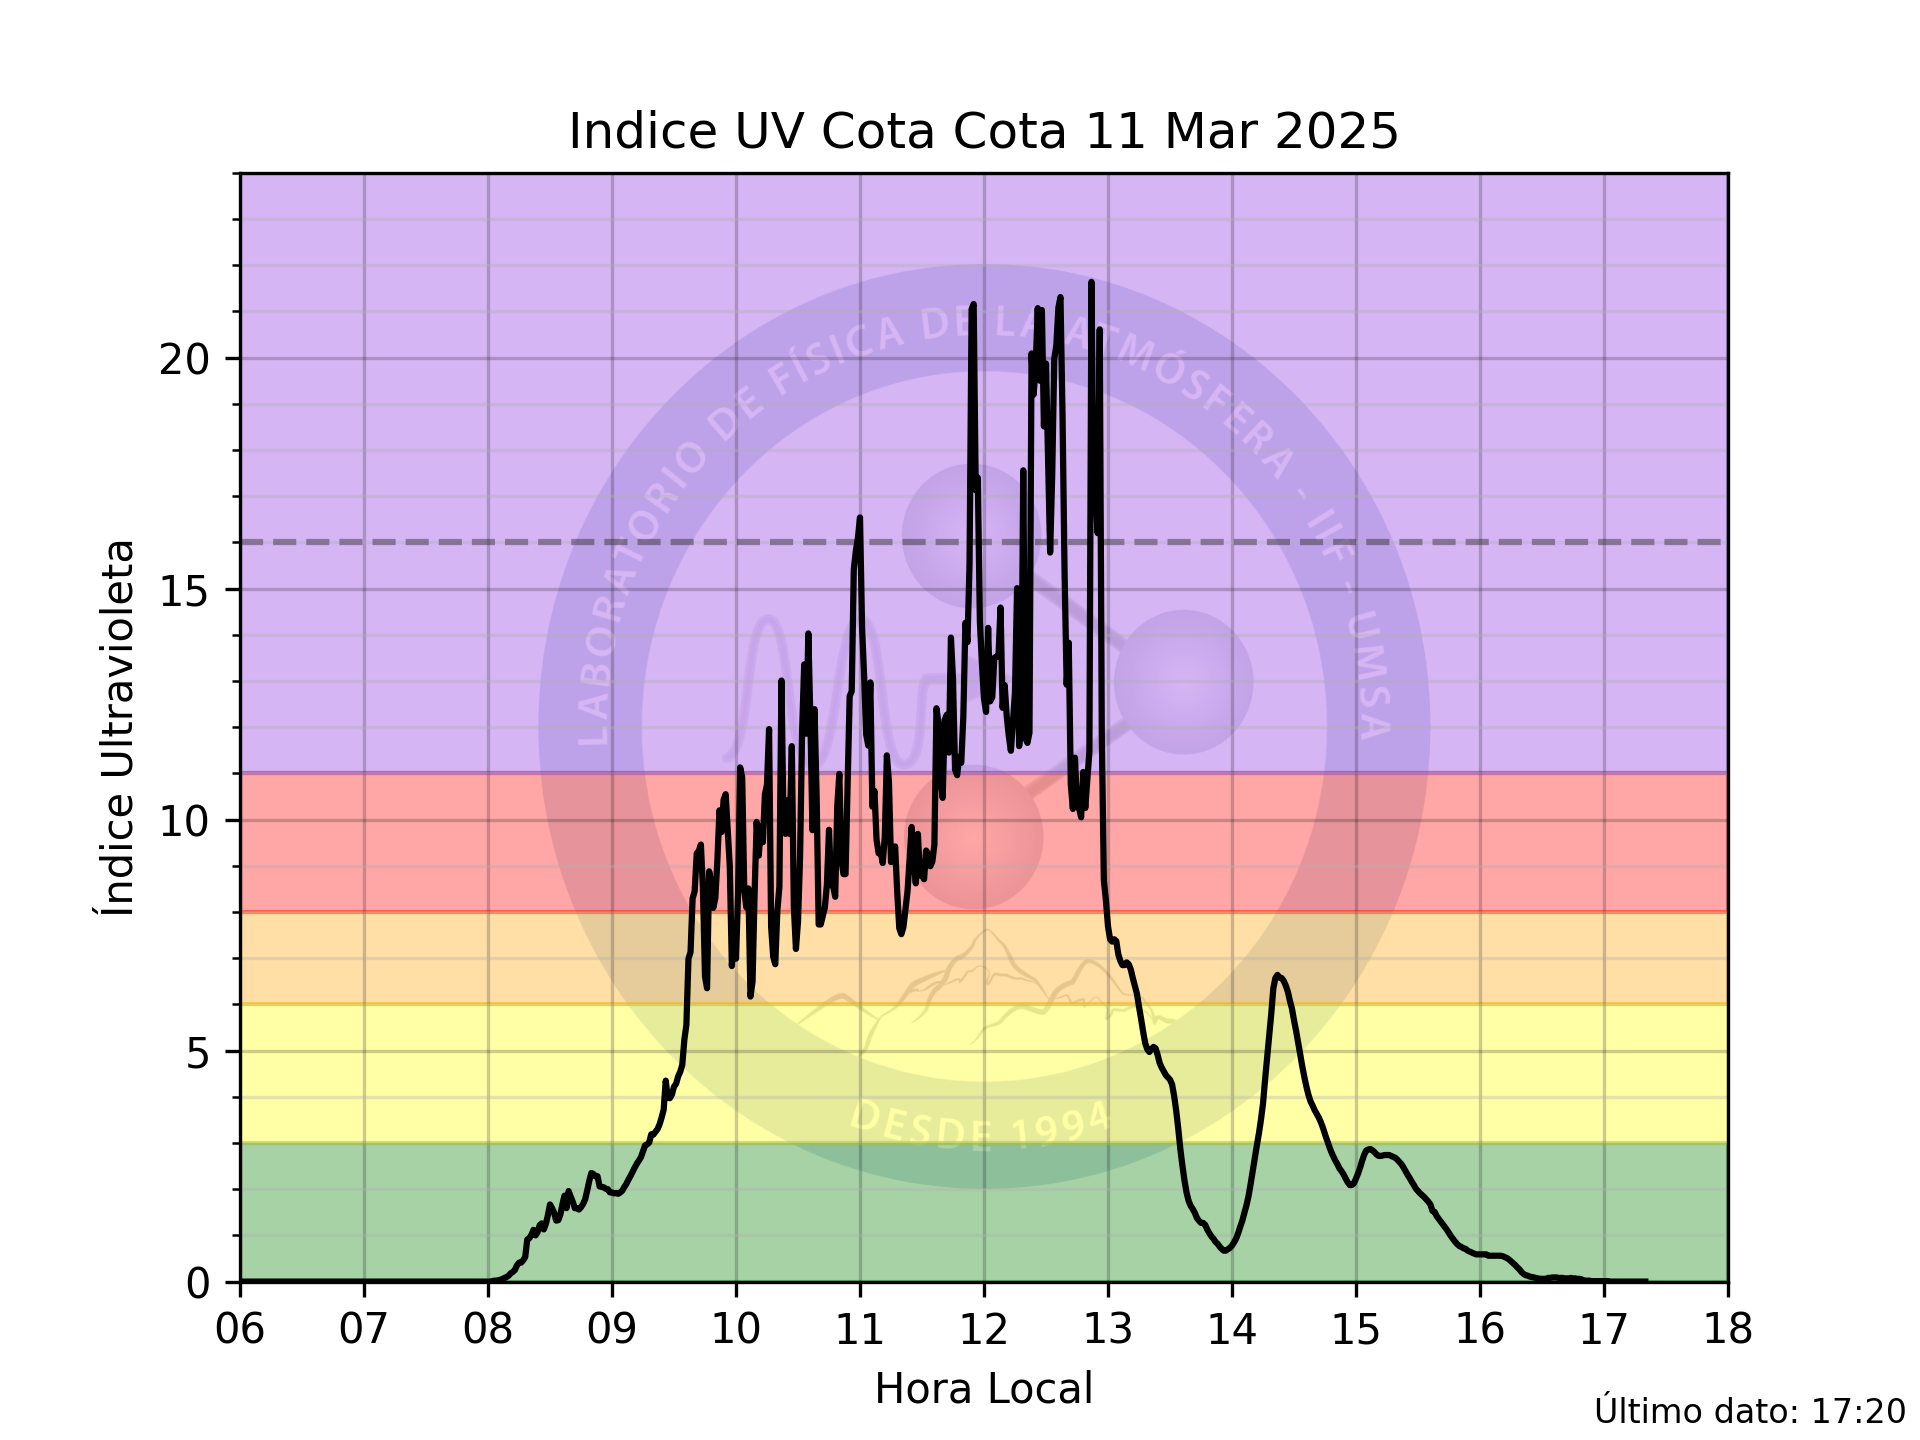 Indice UV Cota Cota 11 Mar 2025
Índice Ultravioleta
20
15
10
5
0
LABORATORIO DE FÍSICA DE LA ATMÓSFERA - IIF - UMSA
DESDE 1994
06 07 08 09 10 11 12 13 14 15 16 17 18
Hora Local
Último dato: 17:20